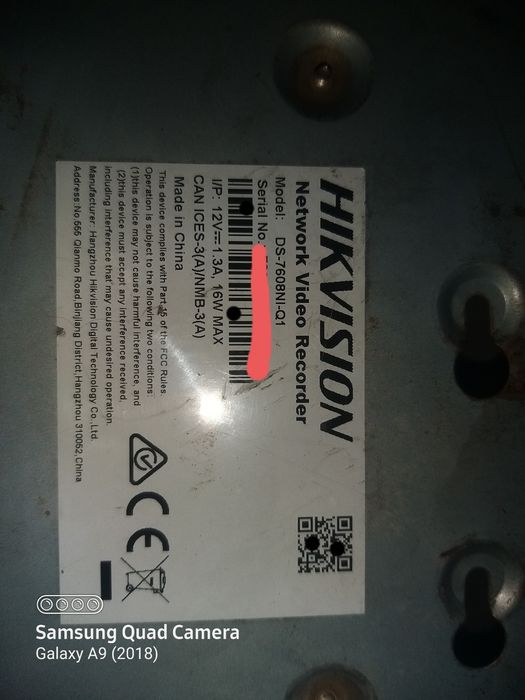 HIKVISION
Network Video Recorder
Model: DS-7608NI-Q1
Serial No.
I/P: 12V⎓1.3A, 16W MAX
CAN ICES-3(A)/NMB-3(A)
Made in China
This device complies with Part 15 of the FCC Rules.
Operation is subject to the following two conditions:
(1)this device may not cause harmful interference, and
(2)this device must accept any interference received,
including interference that may cause undesired operation.
Manufacturer: Hangzhou Hikvision Digital Technology Co.,Ltd.
Address:No.555 Qianmo Road,Binjiang District,Hangzhou 310052,China
CE
Samsung Quad Camera
Galaxy A9 (2018)